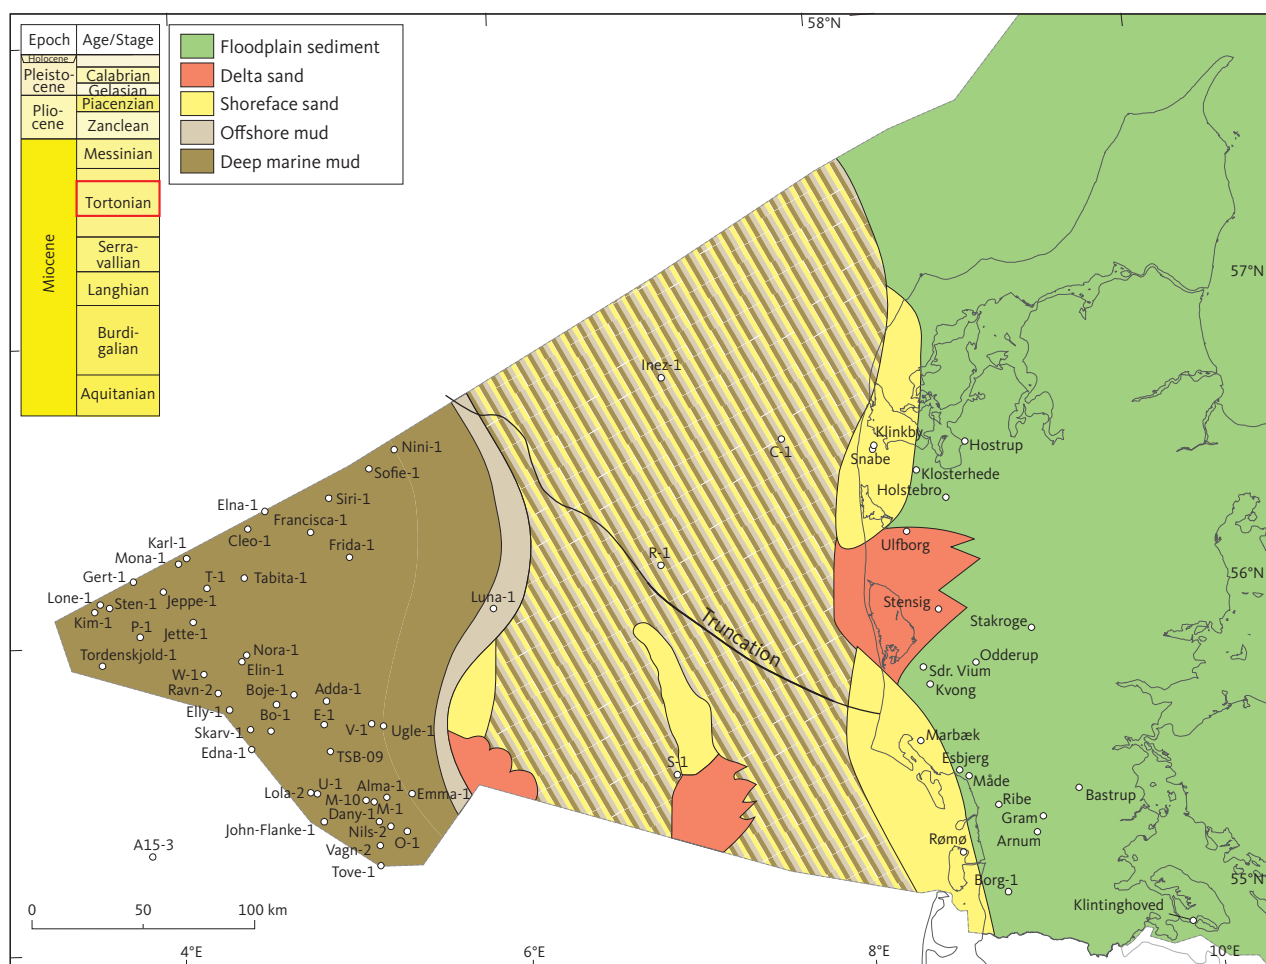 58°N
Epoch
Age/Stage
Holocene
Pleisto-
cene
Calabrian
Gelasian
Plio-
cene
Piacenzian
Zanclean
Miocene
Messinian
Tortonian
Serra-
vallian
Langhian
Burdi-
galian
Aquitanian
Floodplain sediment
Delta sand
Shoreface sand
Offshore mud
Deep marine mud
57°N
Inez-1
C-1
Klinkby
Snabe
Hostrup
Klosterhede
Holstebro
Nini-1
Sofie-1
Siri-1
Elna-1
Francisca-1
Cleo-1
Frida-1
Karl-1
Mona-1
Gert-1
T-1
Tabita-1
Jeppe-1
Lone-1
Sten-1
Kim-1
P-1
Jette-1
Luna-1
R-1
Ulfborg
56°N
Stensig
Stakroge
Truncation
Tordenskjold-1
Nora-1
Elin-1
W-1
Ravn-2
Boje-1
Adda-1
Elly-1
Bo-1
E-1
V-1
Ugle-1
Skarv-1
Edna-1
TSB-09
Odderup
Sdr. Vium
Kvong
Marbæk
Esbjerg
Måde
S-1
U-1
Lola-2
Alma-1
Emma-1
M-10
M-1
Dany-1
John-Flanke-1
Nils-2
O-1
Vagn-2
Tove-1
A15-3
Ribe
Bastrup
Gram
Arnum
Rømø
Borg-1
55°N
Klintinghoved
0
50
100 km
4°E
6°E
8°E
10°E